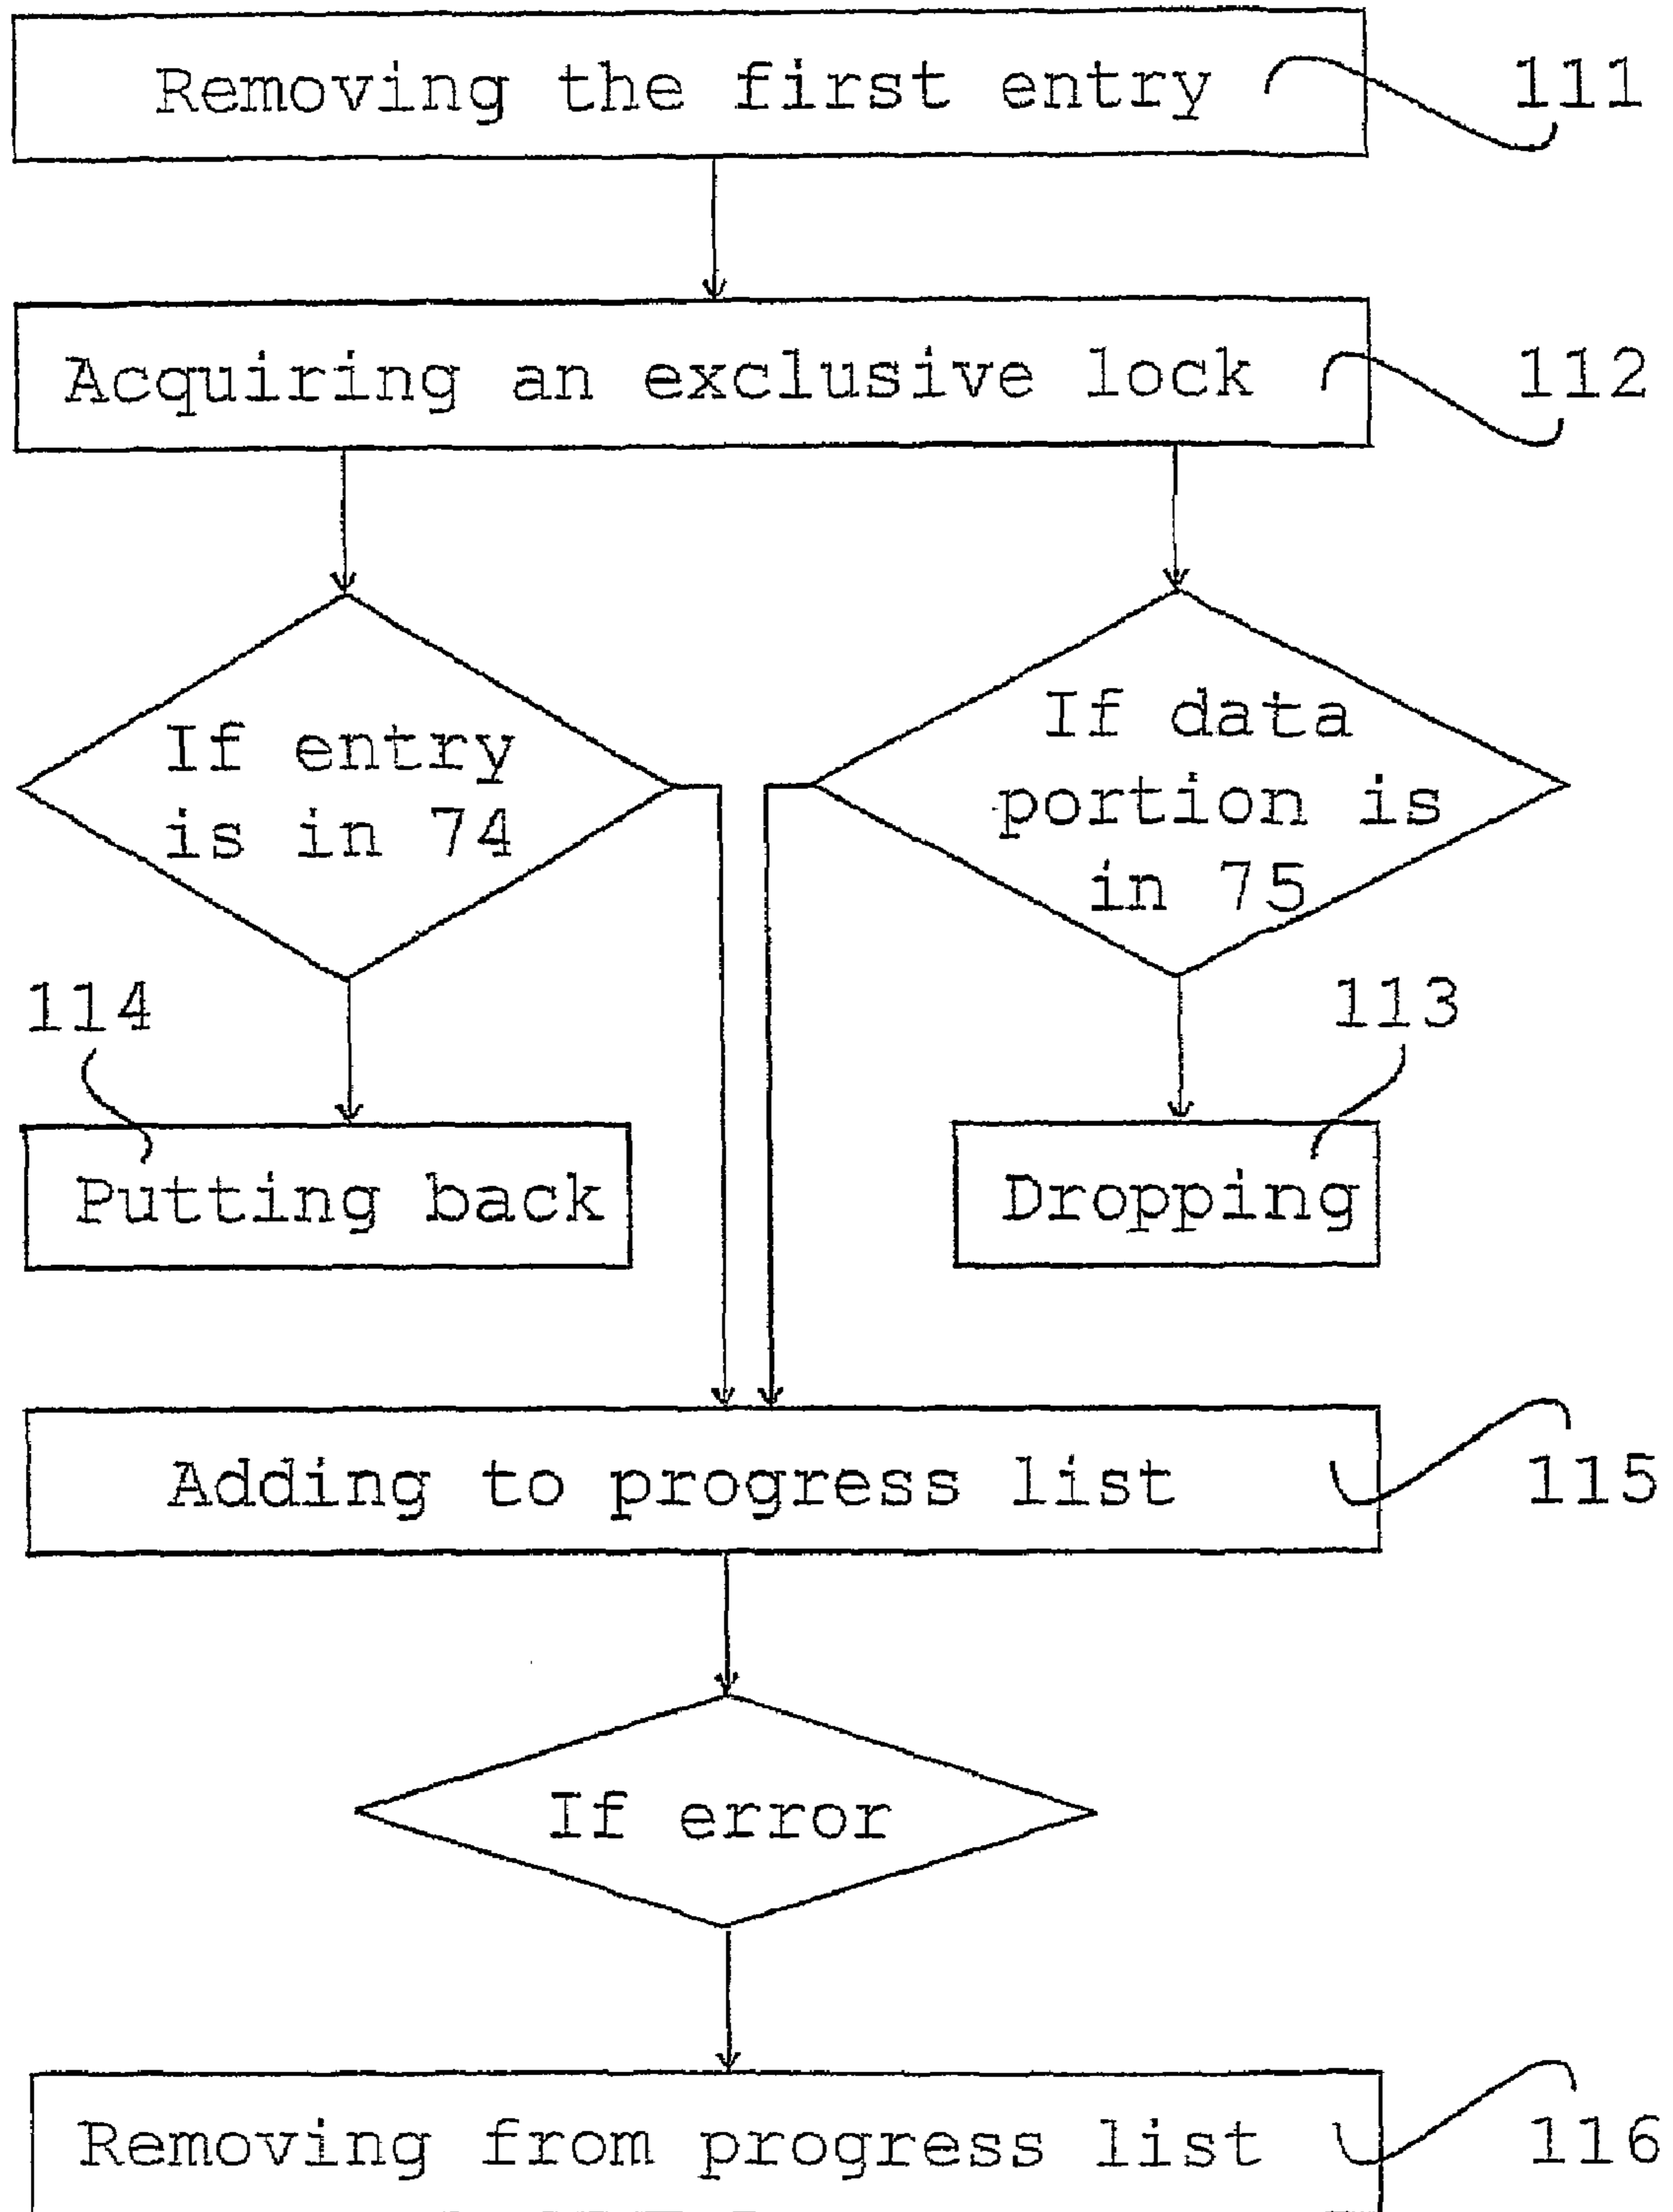 Removing the first entry 111
Acquiring an exclusive lock 112
If entry
is in 74
If data
portion is
in 75
114
113
Putting back
Dropping
Adding to progress list 115
If error
Removing from progress list 116